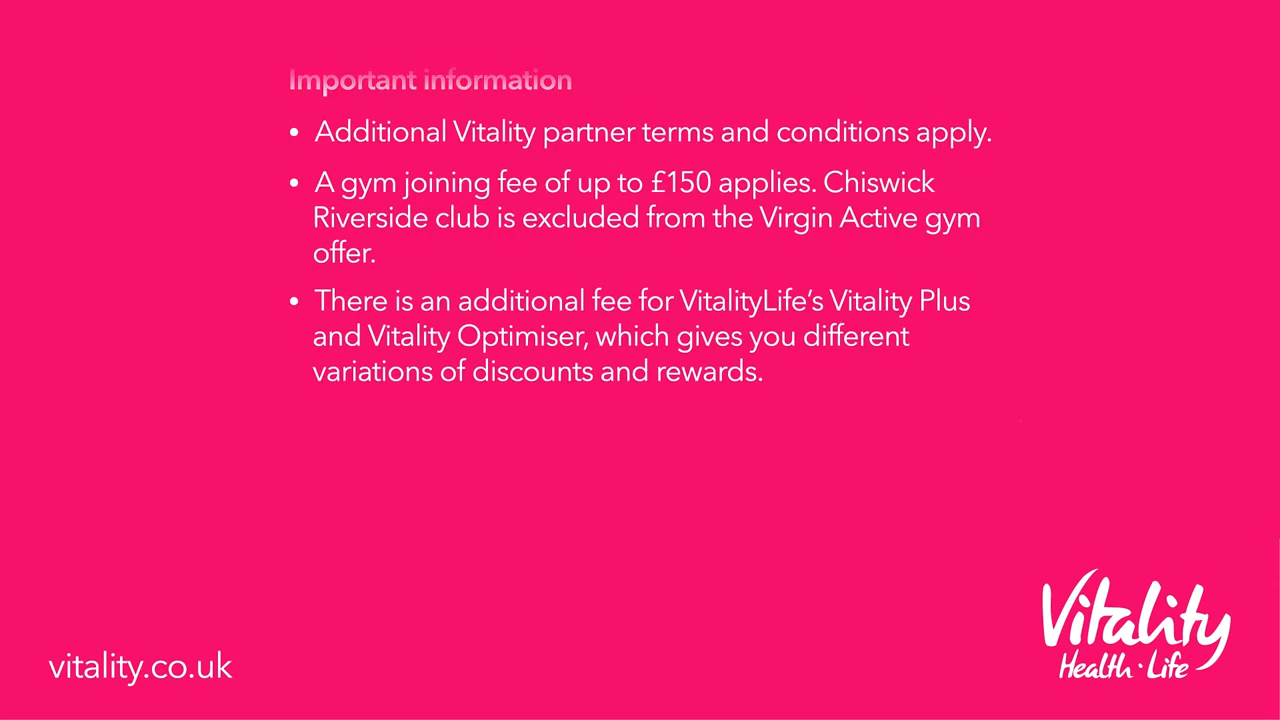 Important information
• Additional Vitality partner terms and conditions apply.
• A gym joining fee of up to £150 applies. Chiswick
Riverside club is excluded from the Virgin Active gym
offer.
• There is an additional fee for VitalityLife’s Vitality Plus
and Vitality Optimiser, which gives you different
variations of discounts and rewards.
vitality.co.uk
Vitality
Health · Life